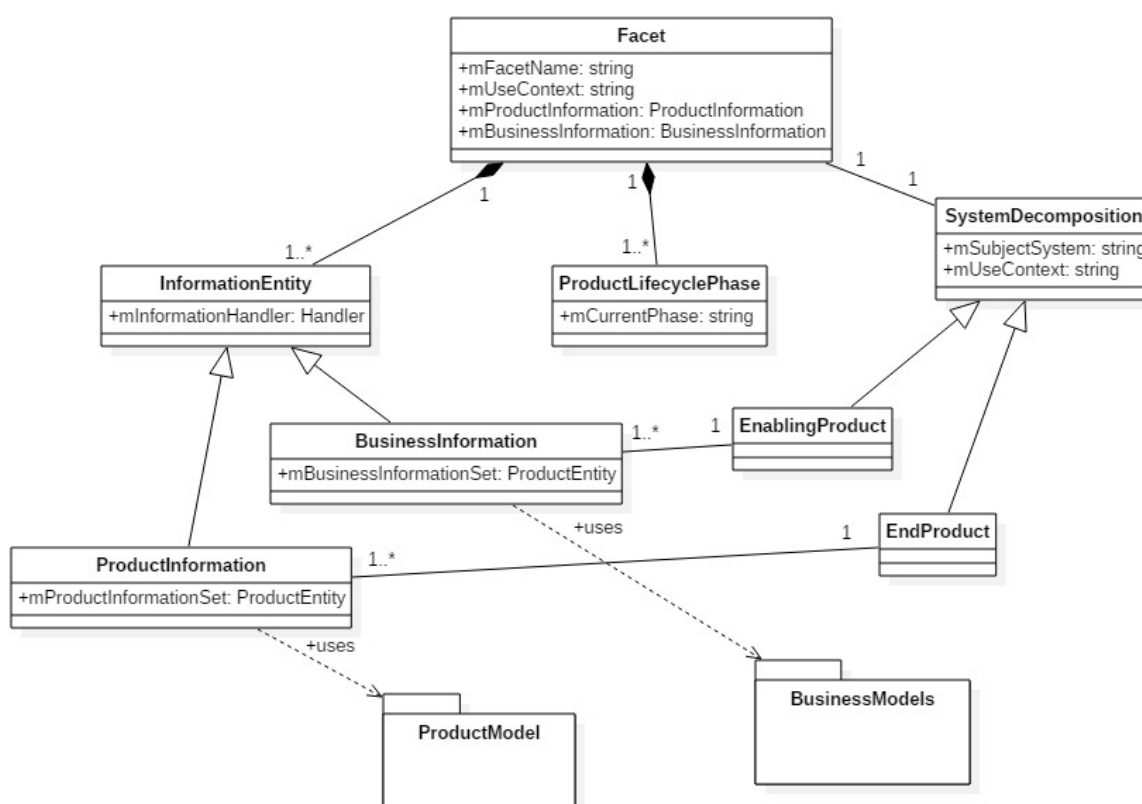 Facet
+mFacetName: string
+mUseContext: string
+mProductInformation: ProductInformation
+mBusinessInformation: BusinessInformation
1
1
1
1
1..*
1..*
SystemDecomposition
+mSubjectSystem: string
+mUseContext: string
InformationEntity
+mInformationHandler: Handler
ProductLifecyclePhase
+mCurrentPhase: string
BusinessInformation
+mBusinessInformationSet: ProductEntity
1..*
1
EnablingProduct
+uses
EndProduct
1
1..*
ProductInformation
+mProductInformationSet: ProductEntity
+uses
BusinessModels
ProductModel